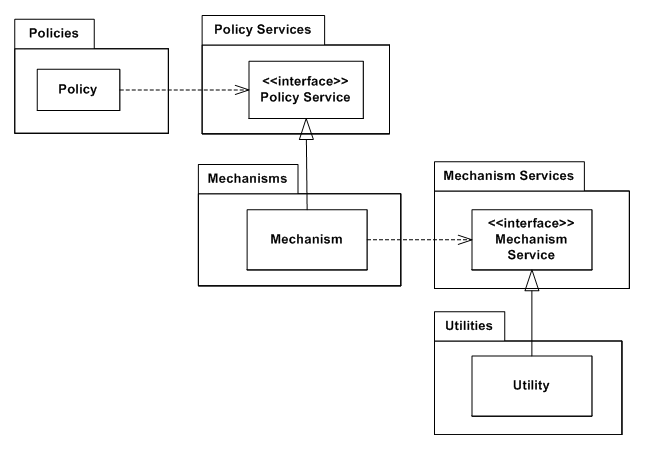 Policies
Policy
Policy Services
<<interface>>
Policy Service
Mechanisms
Mechanism
Mechanism Services
<<interface>>
Mechanism
Service
Utilities
Utility